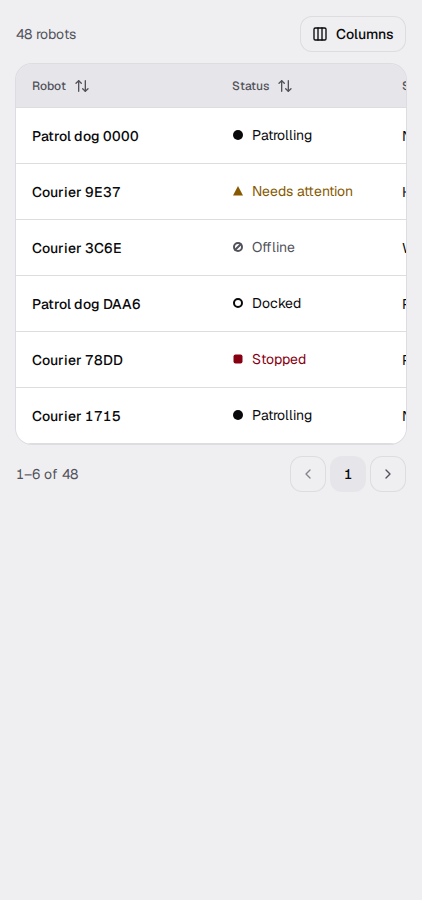 48 robots
Columns
Robot Status
Patrol dog 0000 Patrolling
Courier 9E37 Needs attention
Courier 3C6E Offline
Patrol dog DAA6 Docked
Courier 78DD Stopped
Courier 1715 Patrolling
1–6 of 48
1